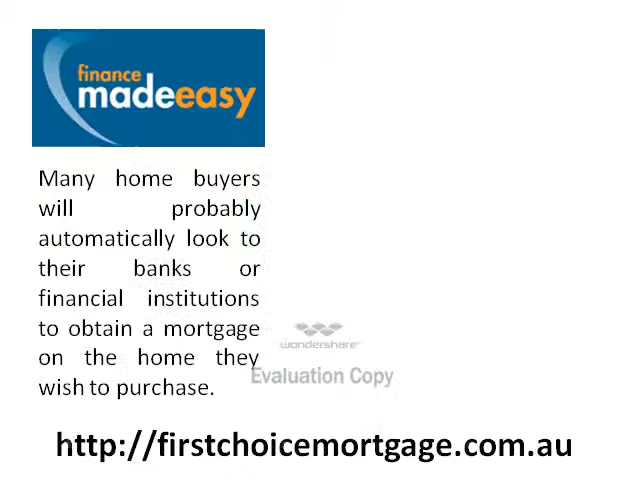 finance
madeeasy
Many home buyers
will probably
automatically look to
their banks or
financial institutions
to obtain a mortgage
on the home they
wish to purchase.
wondershare
Evaluation Copy
http://firstchoicemortgage.com.au